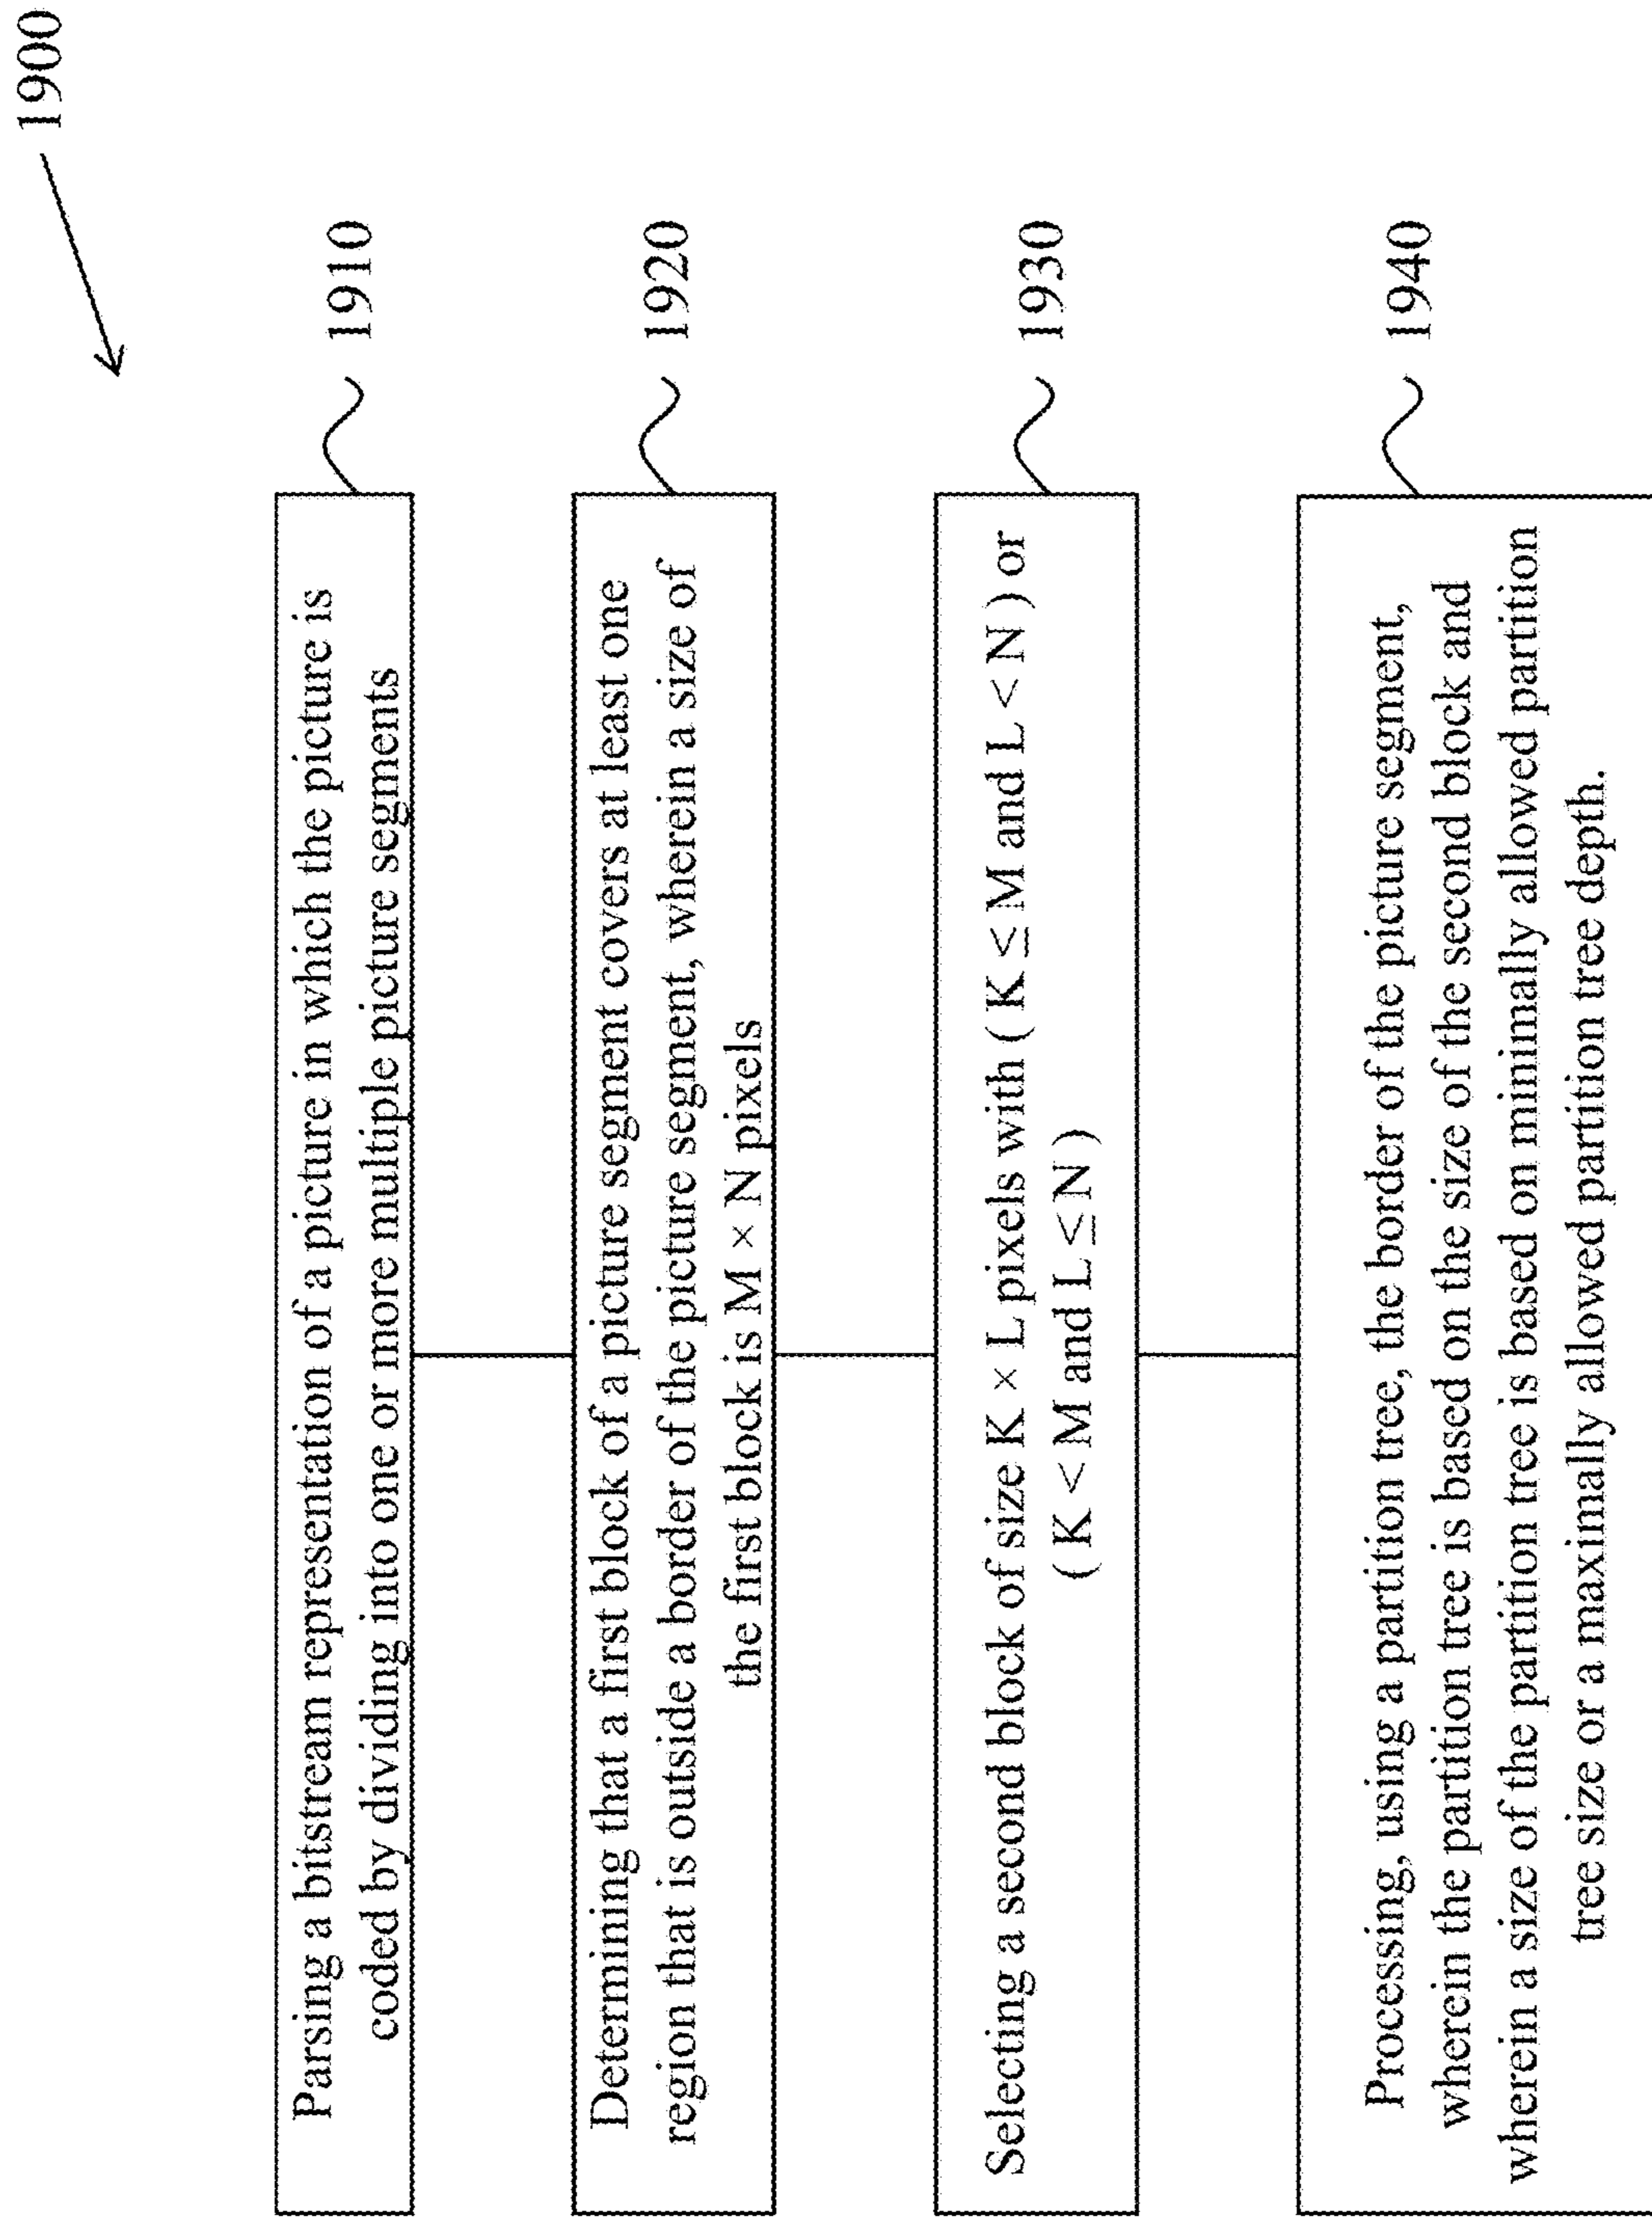 1900
Parsing a bitstream representation of a picture in which the picture is
coded by dividing into one or more multiple picture segments
1910
Determining that a first block of a picture segment covers at least one
region that is outside a border of the picture segment, wherein a size of
the first block is M × N pixels
1920
Selecting a second block of size K × L pixels with ( K ≤ M and L < N ) or
( K < M and L ≤ N )
1930
Processing, using a partition tree, the border of the picture segment,
wherein the partition tree is based on the size of the second block and
wherein a size of the partition tree is based on minimally allowed partition
tree size or a maximally allowed partition tree depth.
1940